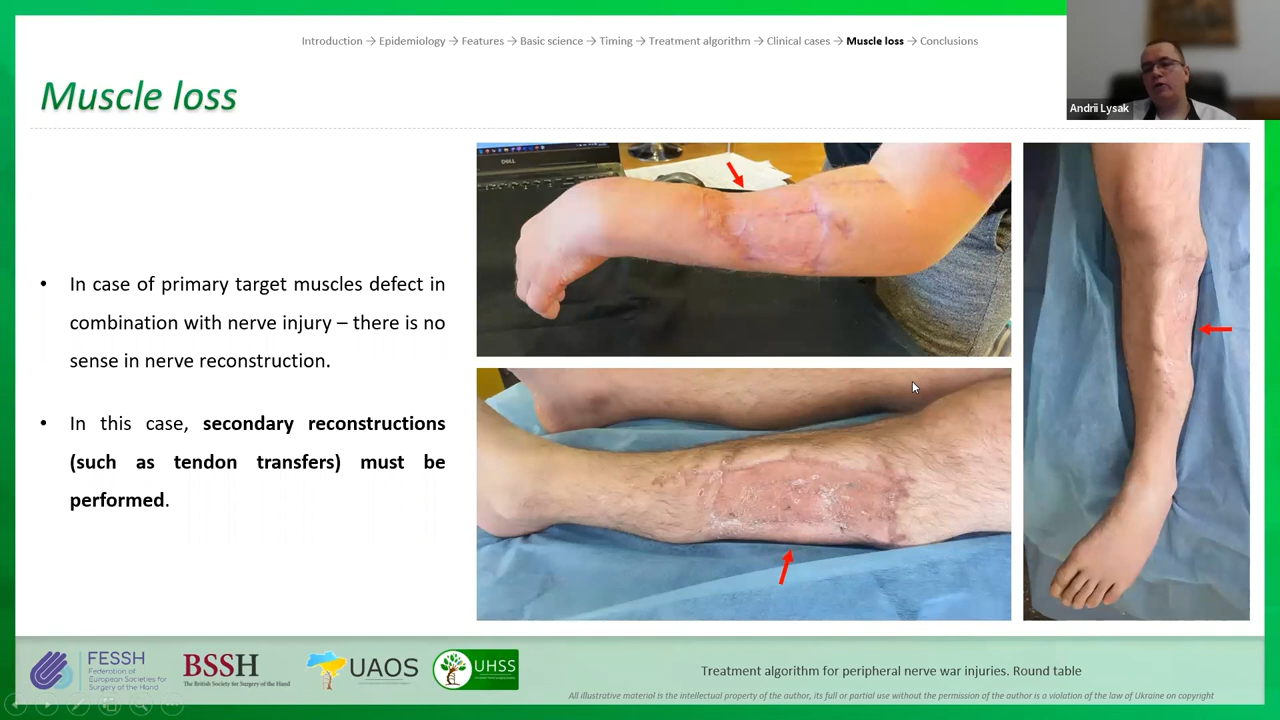 Introduction → Epidemiology → Features → Basic science → Timing → Treatment algorithm → Clinical cases → Muscle loss → Conclusions
Andrii Lysak
Muscle loss
DELL
• In case of primary target muscles defect in
combination with nerve injury – there is no
sense in nerve reconstruction.
• In this case, secondary reconstructions
(such as tendon transfers) must be
performed.
FESSH
Federation of
European Societies for
Surgery of the Hand
BSSH
The British Society for Surgery of the Hand
UAOS
UHSS
Treatment algorithm for peripheral nerve war injuries. Round table
All illustrative material is the intellectual property of the author, its full or partial use without the permission of the author is a violation of the law of Ukraine on copyright